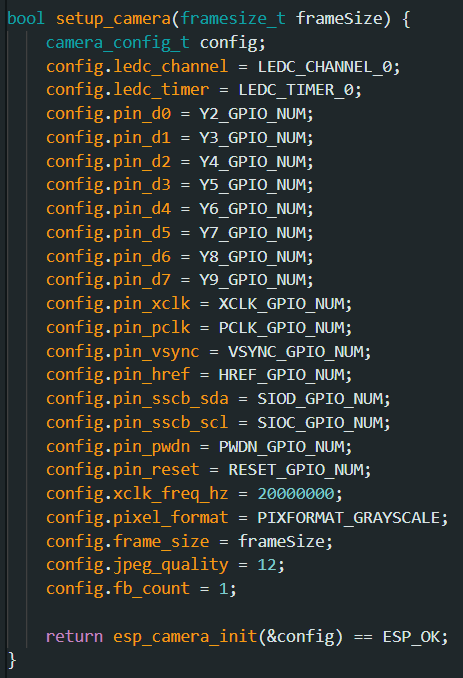 bool setup_camera(framesize_t frameSize) {
    camera_config_t config;
    config.ledc_channel = LEDC_CHANNEL_0;
    config.ledc_timer = LEDC_TIMER_0;
    config.pin_d0 = Y2_GPIO_NUM;
    config.pin_d1 = Y3_GPIO_NUM;
    config.pin_d2 = Y4_GPIO_NUM;
    config.pin_d3 = Y5_GPIO_NUM;
    config.pin_d4 = Y6_GPIO_NUM;
    config.pin_d5 = Y7_GPIO_NUM;
    config.pin_d6 = Y8_GPIO_NUM;
    config.pin_d7 = Y9_GPIO_NUM;
    config.pin_xclk = XCLK_GPIO_NUM;
    config.pin_pclk = PCLK_GPIO_NUM;
    config.pin_vsync = VSYNC_GPIO_NUM;
    config.pin_href = HREF_GPIO_NUM;
    config.pin_sscb_sda = SIOD_GPIO_NUM;
    config.pin_sscb_scl = SIOC_GPIO_NUM;
    config.pin_pwdn = PWDN_GPIO_NUM;
    config.pin_reset = RESET_GPIO_NUM;
    config.xclk_freq_hz = 20000000;
    config.pixel_format = PIXFORMAT_GRAYSCALE;
    config.frame_size = frameSize;
    config.jpeg_quality = 12;
    config.fb_count = 1;

    return esp_camera_init(&config) == ESP_OK;
}